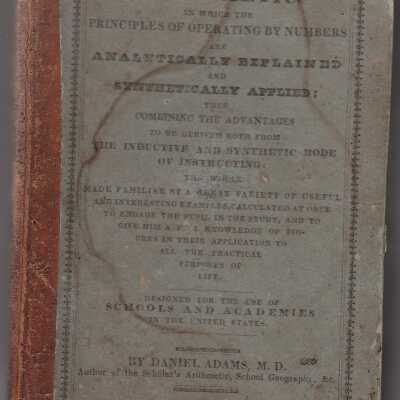 IN WHICH THE
PRINCIPLES OF OPERATING BY NUMBERS
ARE
ANALYTICALLY EXPLAINED
AND
SYNTHETICALLY APPLIED;
THUS
COMBINING THE ADVANTAGES
TO BE DERIVED BOTH FROM
THE INDUCTIVE AND SYNTHETIC MODE
OF INSTRUCTING.
THE WHOLE
MADE FAMILIAR BY A GREAT VARIETY OF USEFUL
AND INTERESTING EXAMPLES, CALCULATED AT ONCE
TO ENGAGE THE PUPIL IN THE STUDY, AND TO
GIVE HIM A FULL KNOWLEDGE OF FIG-
URES IN THEIR APPLICATION TO
ALL THE PRACTICAL
PURPOSES OF
LIFE.
DESIGNED FOR THE USE OF
SCHOOLS AND ACADEMIES
IN THE UNITED STATES.
BY DANIEL ADAMS, M. D.
Author of the Scholar's Arithmetic, School Geography, &c.